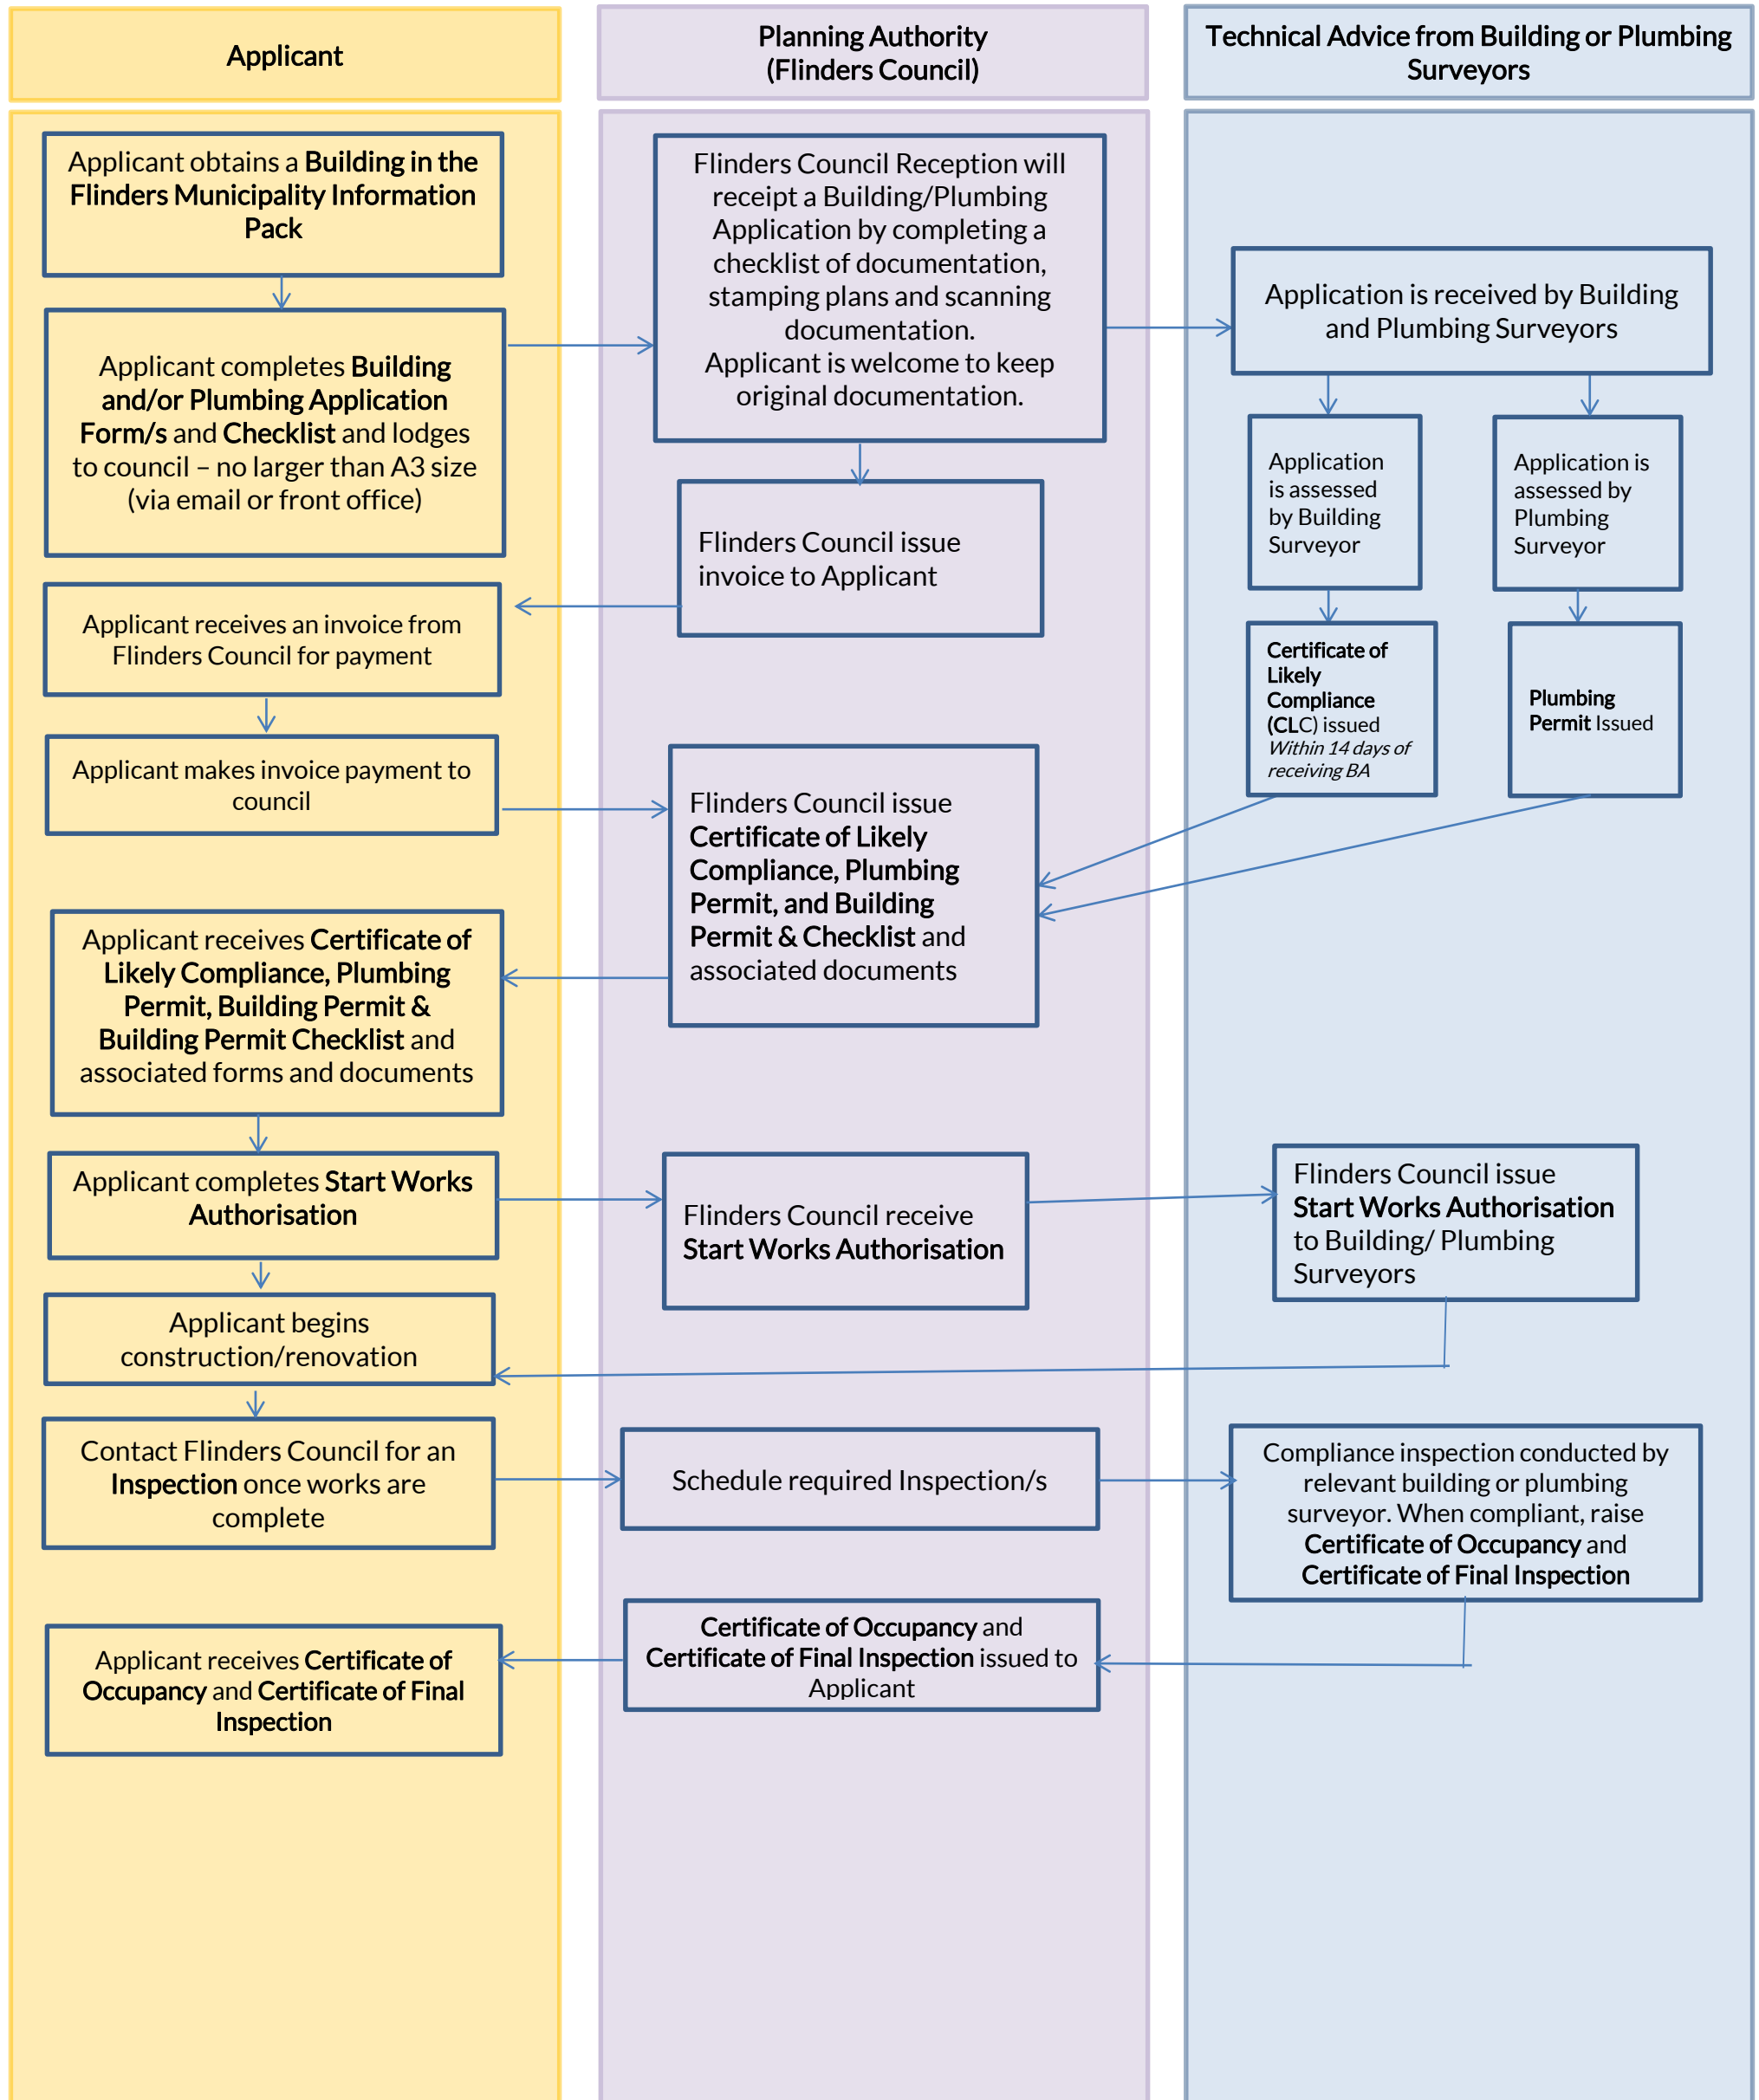 Applicant
Planning Authority
(Flinders Council)
Technical Advice from Building or Plumbing
Surveyors
Applicant obtains a Building in the
Flinders Municipality Information
Pack
Applicant completes Building
and/or Plumbing Application
Form/s and Checklist and lodges
to council – no larger than A3 size
(via email or front office)
Applicant receives an invoice from
Flinders Council for payment
Applicant makes invoice payment to
council
Applicant receives Certificate of
Likely Compliance, Plumbing
Permit, Building Permit &
Building Permit Checklist and
associated forms and documents
Applicant completes Start Works
Authorisation
Applicant begins
construction/renovation
Contact Flinders Council for an
Inspection once works are
complete
Applicant receives Certificate of
Occupancy and Certificate of Final
Inspection
Flinders Council Reception will
receipt a Building/Plumbing
Application by completing a
checklist of documentation,
stamping plans and scanning
documentation.
Applicant is welcome to keep
original documentation.
Flinders Council issue
invoice to Applicant
Flinders Council issue
Certificate of Likely
Compliance, Plumbing
Permit, and Building
Permit & Checklist and
associated documents
Flinders Council receive
Start Works Authorisation
Schedule required Inspection/s
Certificate of Occupancy and
Certificate of Final Inspection issued to
Applicant
Application is received by Building
and Plumbing Surveyors
Application
is assessed
by Building
Surveyor
Application is
assessed by
Plumbing
Surveyor
Certificate of
Likely
Compliance
(CLC) issued
Within 14 days of
receiving BA
Plumbing
Permit Issued
Flinders Council issue
Start Works Authorisation
to Building/ Plumbing
Surveyors
Compliance inspection conducted by
relevant building or plumbing
surveyor. When compliant, raise
Certificate of Occupancy and
Certificate of Final Inspection